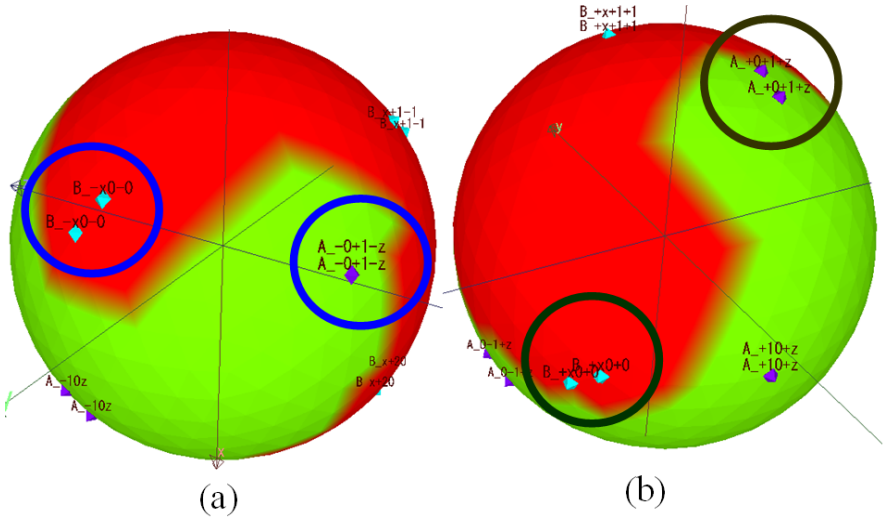 B_+x+1+1
B_+x+1+1
A_+0+1+z
A_+0+1+z
B_x+1-1
B_x+1-1
y
B_-x0-0
B_-x0-0
A_-0+1-z
A_-0+1-z
A_0-1+z
A_0-1+z
B_+x0+0
B_+x0+0
A_+10+z
A_+10+z
B_x+20
B_x+20
A_-10z
A_-10z
y
x
(a)
(b)